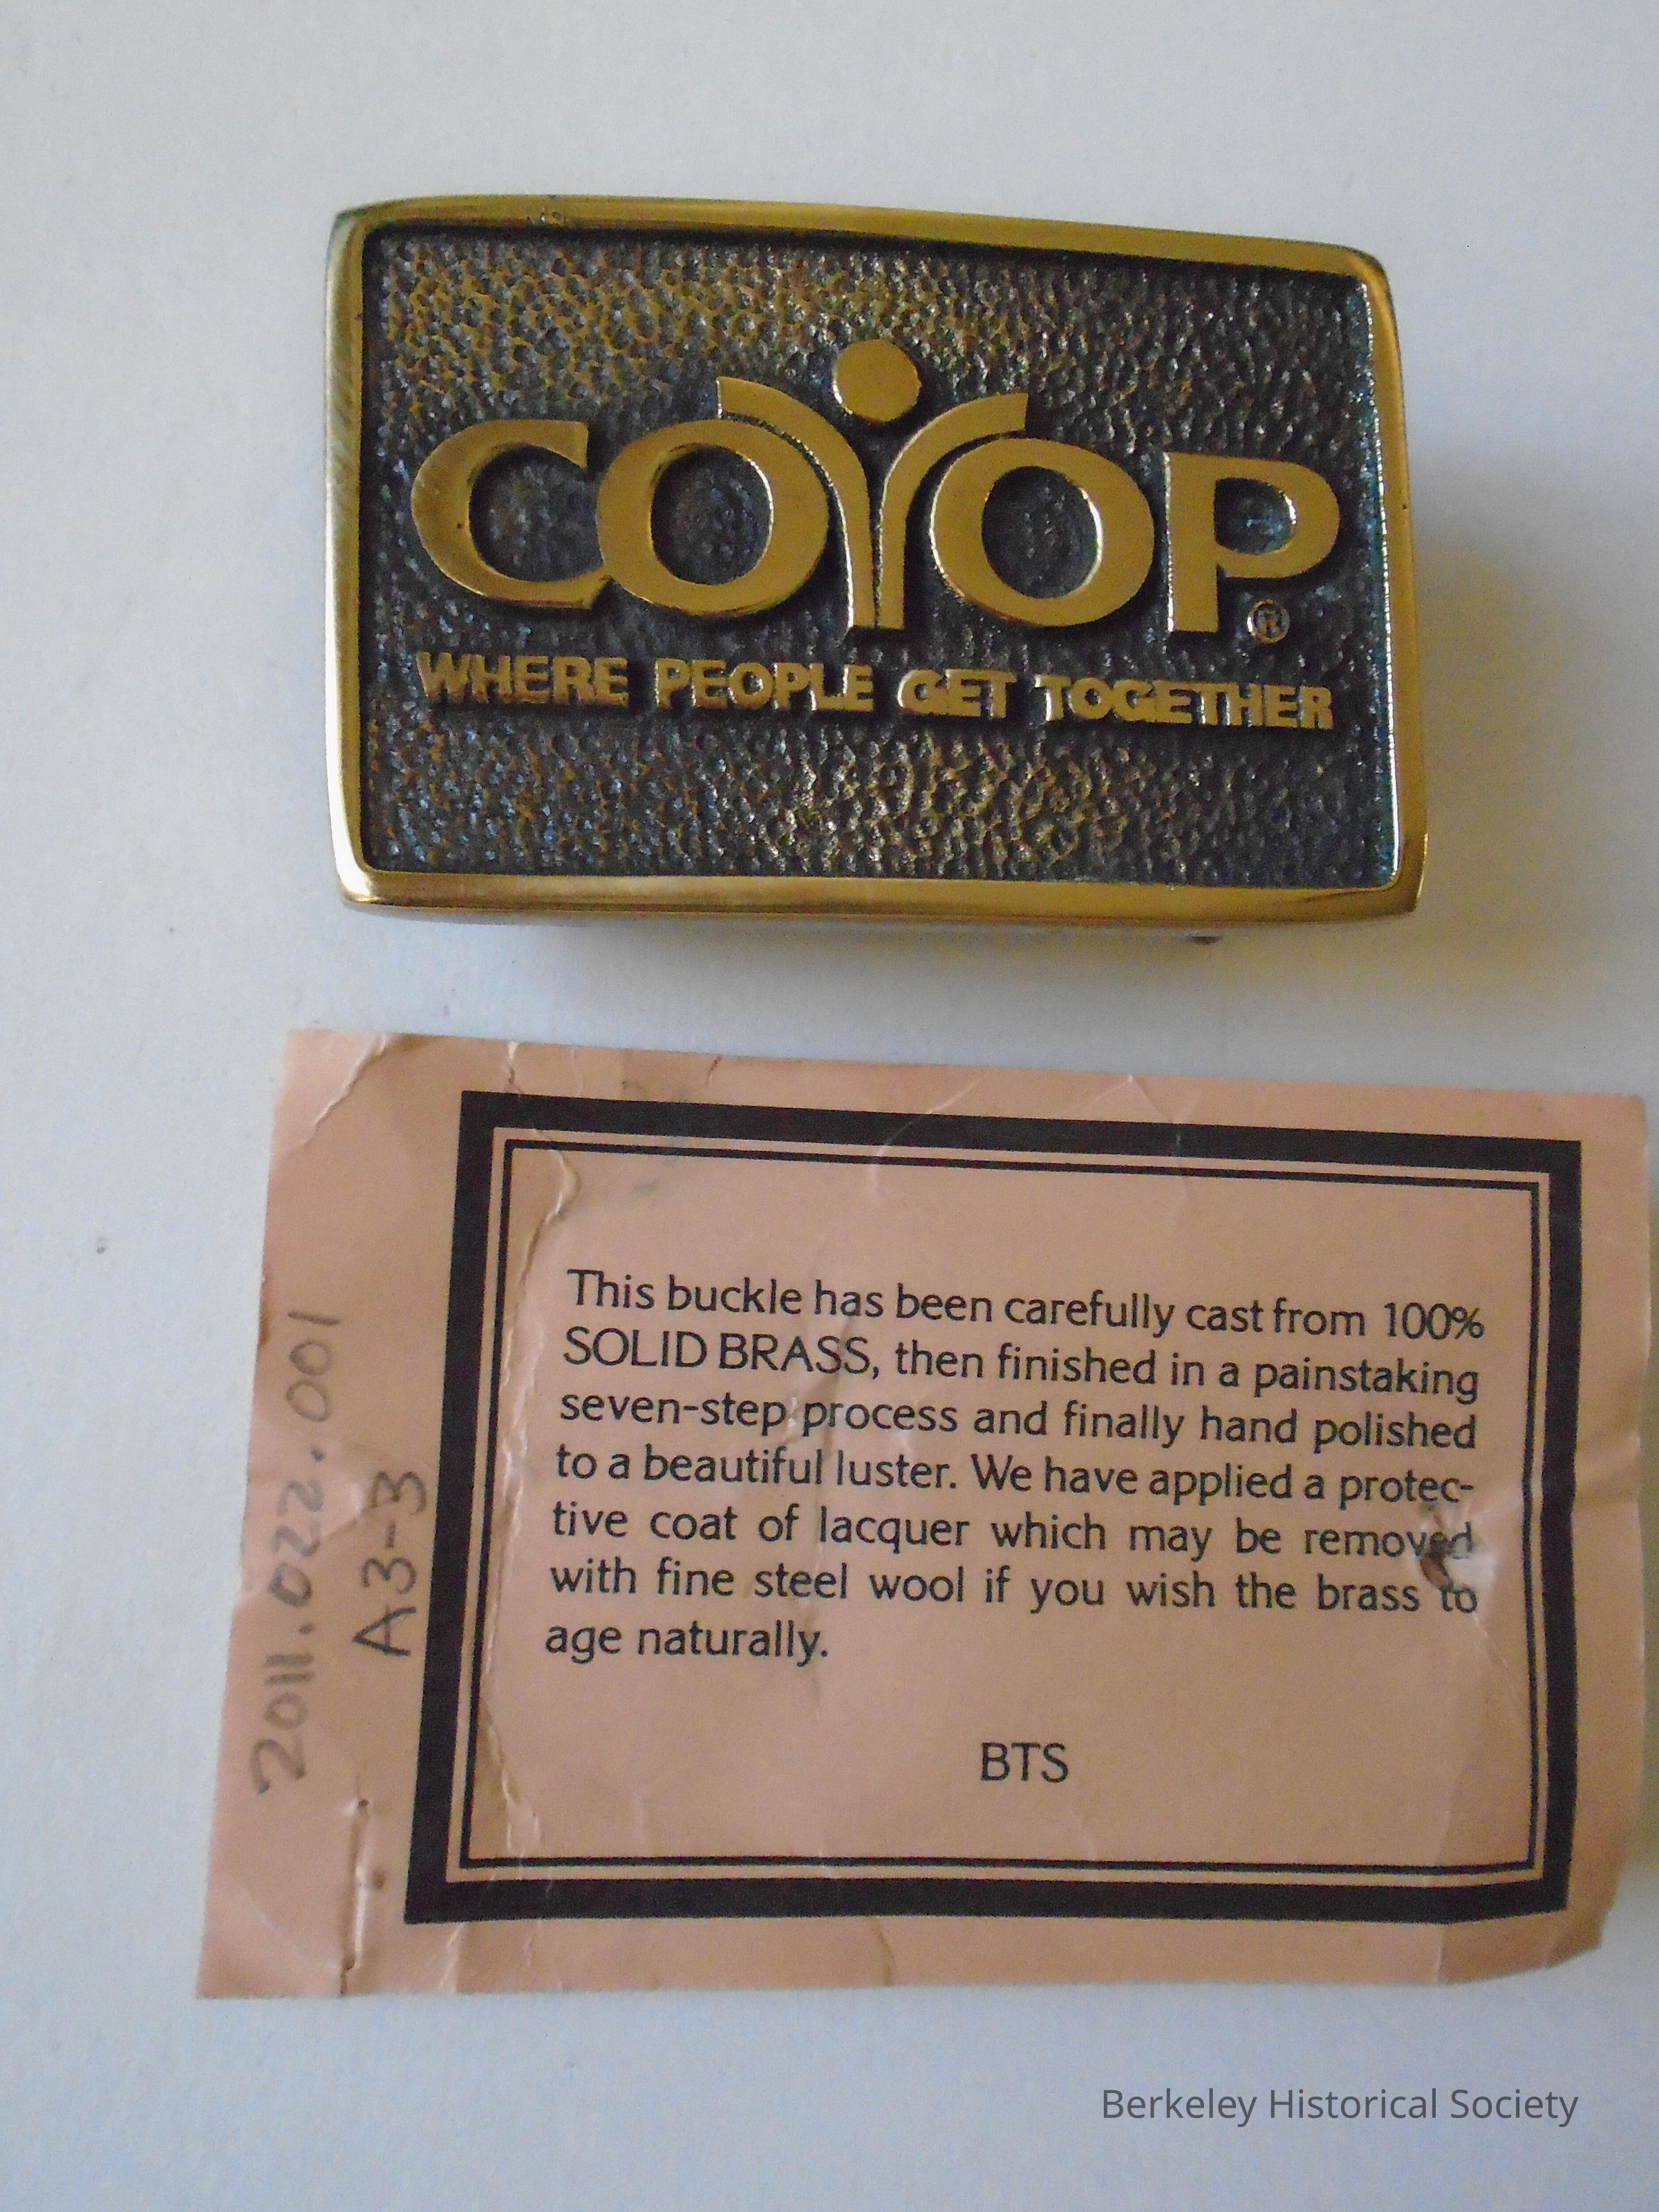 COOP
®
WHERE PEOPLE GET TOGETHER
2011.022.001
A3-3
This buckle has been carefully cast from 100%
SOLID BRASS, then finished in a painstaking
seven-step process and finally hand polished
to a beautiful luster. We have applied a protec-
tive coat of lacquer which may be removed
with fine steel wool if you wish the brass to
age naturally.
BTS
Berkeley Historical Society